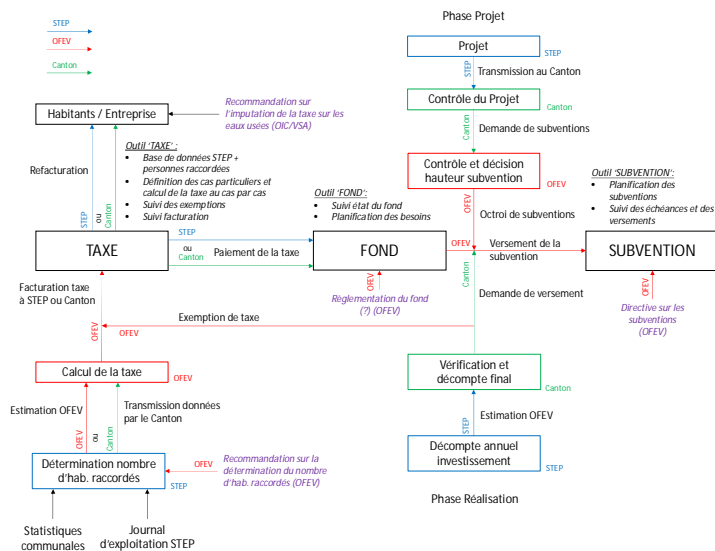 STEP
OFEV
Canton
Phase Projet
Projet
STEP
STEP
Transmission au Canton
Contrôle du Projet
Canton
Canton
Demande de subventions
Contrôle et décision
hauteur subvention
OFEV
OFEV
Octroi de subventions
Habitants / Entreprise
Recommandation sur
l'imputation de la taxe sur les
eaux usées (OIC/VSA)
Refacturation
STEP
ou
Canton
Outil 'TAXE' :
• Base de données STEP +
personnes raccordées
• Définition des cas particuliers et
calcul de la taxe au cas par cas
• Suivi des exemptions
• Suivi facturation
Outil 'FOND':
• Suivi état du fond
• Planification des besoins
Outil 'SUBVENTION':
• Planification des
subventions
• Suivi des échéances et des
versements
TAXE
STEP
ou
Canton
Paiement de la taxe
FOND
OFEV
Versement de la
subvention
SUBVENTION
Facturation taxe
à STEP ou Canton
OFEV
OFEV
Règlementation du fond
(?) (OFEV)
Canton
Demande de versement
OFEV
Directive sur les
subventions
(OFEV)
Exemption de taxe
OFEV
Calcul de la taxe
OFEV
Estimation OFEV
OFEV
ou
Canton
Transmission données
par le Canton
Vérification et
décompte final
Canton
STEP
Estimation OFEV
Décompte annuel
investissement
STEP
Détermination nombre
d'hab. raccordés
STEP
OFEV
Recommandation sur la
détermination du nombre
d'hab. raccordés (OFEV)
Phase Réalisation
Statistiques
communales
Journal
d'exploitation STEP